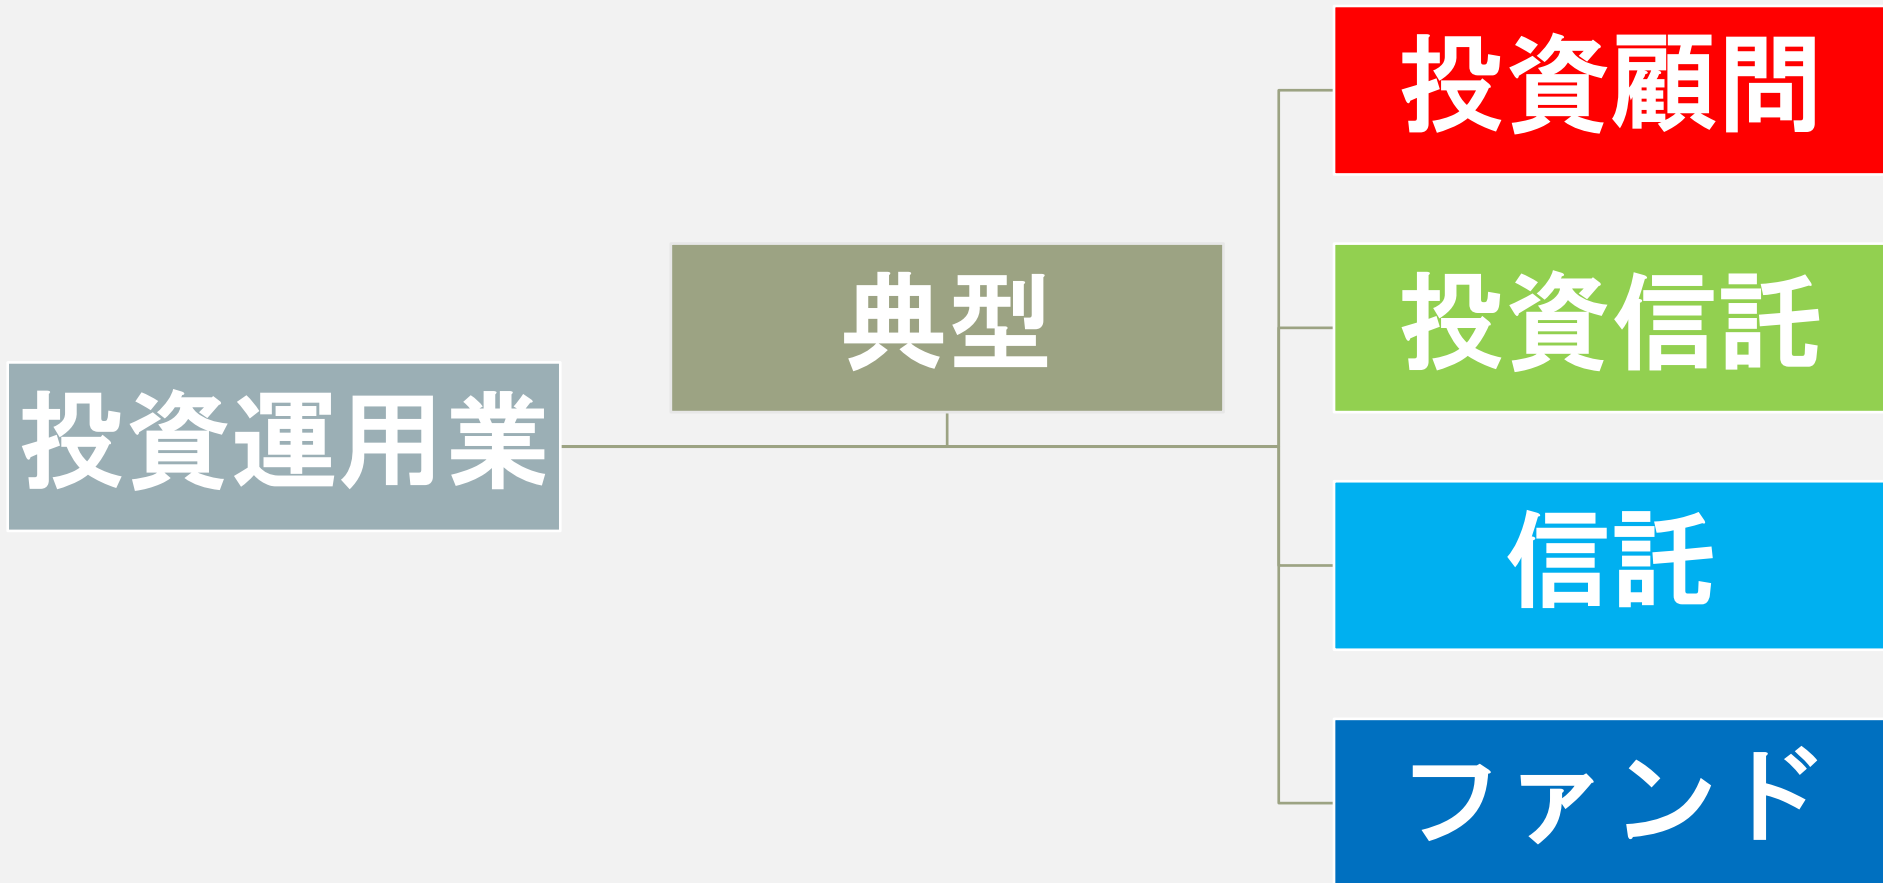 投資運用業
典型
投資顧問
投資信託
信託
ファンド